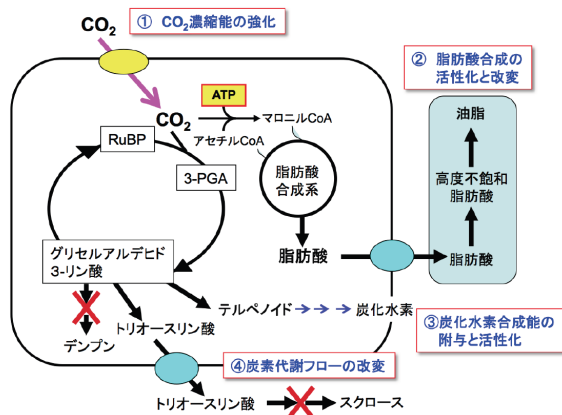 CO2
① CO2濃縮能の強化
② 脂肪酸合成の
活性化と改変
ATP
CO2
マロニルCoA
アセチルCoA
RuBP
3-PGA
脂肪酸
合成系
油脂
高度不飽和
脂肪酸
脂肪酸
脂肪酸
グリセルアルデヒド
3-リン酸
テルペノイド
炭化水素
③炭化水素合成能の
附与と活性化
トリオースリン酸
デンプン
④炭素代謝フローの改変
トリオースリン酸
スクロース